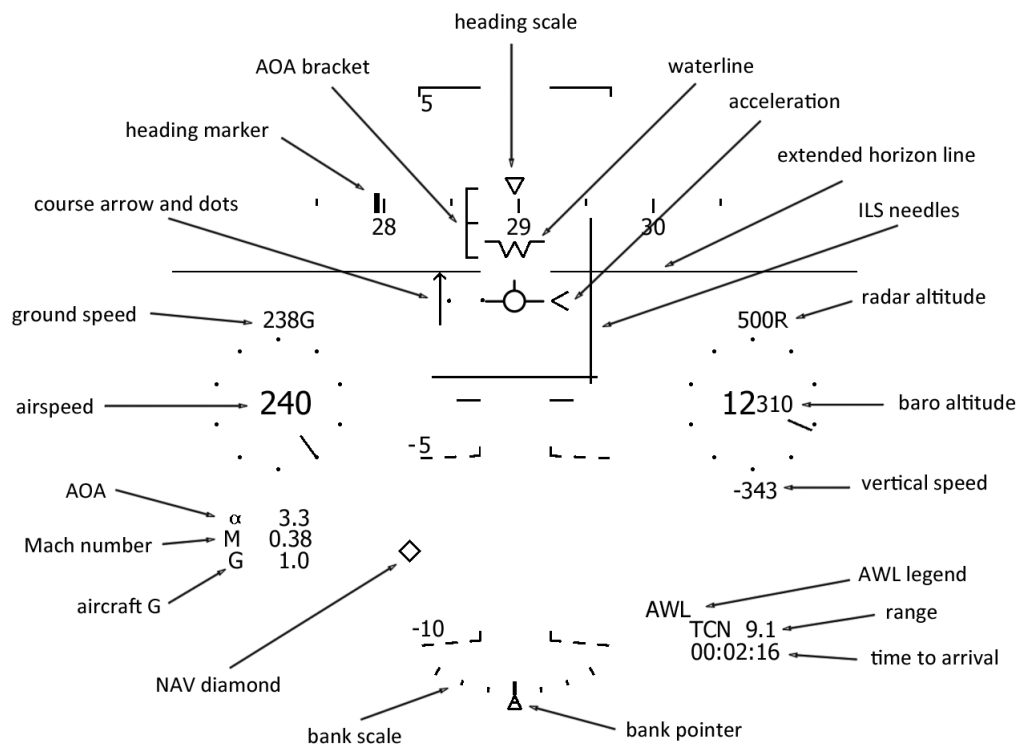 heading scale
AOA bracket
waterline
5
acceleration
heading marker
extended horizon line
course arrow and dots
28
29
30
ILS needles
ground speed
238G
500R
radar altitude
airspeed
240
12310
baro altitude
-5
AOA
α 3.3
-343
vertical speed
Mach number
M 0.38
G 1.0
aircraft G
AWL legend
AWL
range
TCN 9.1
-10
00:02:16
time to arrival
NAV diamond
bank scale
bank pointer